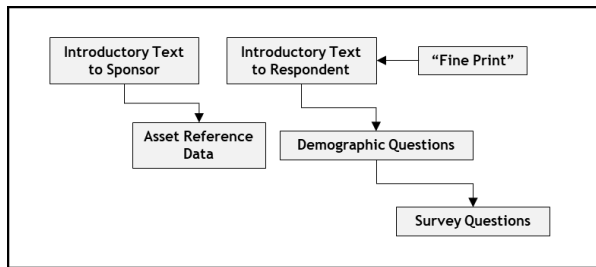 Introductory Text
to Sponsor
Introductory Text
to Respondent
“Fine Print”
Asset Reference
Data
Demographic Questions
Survey Questions